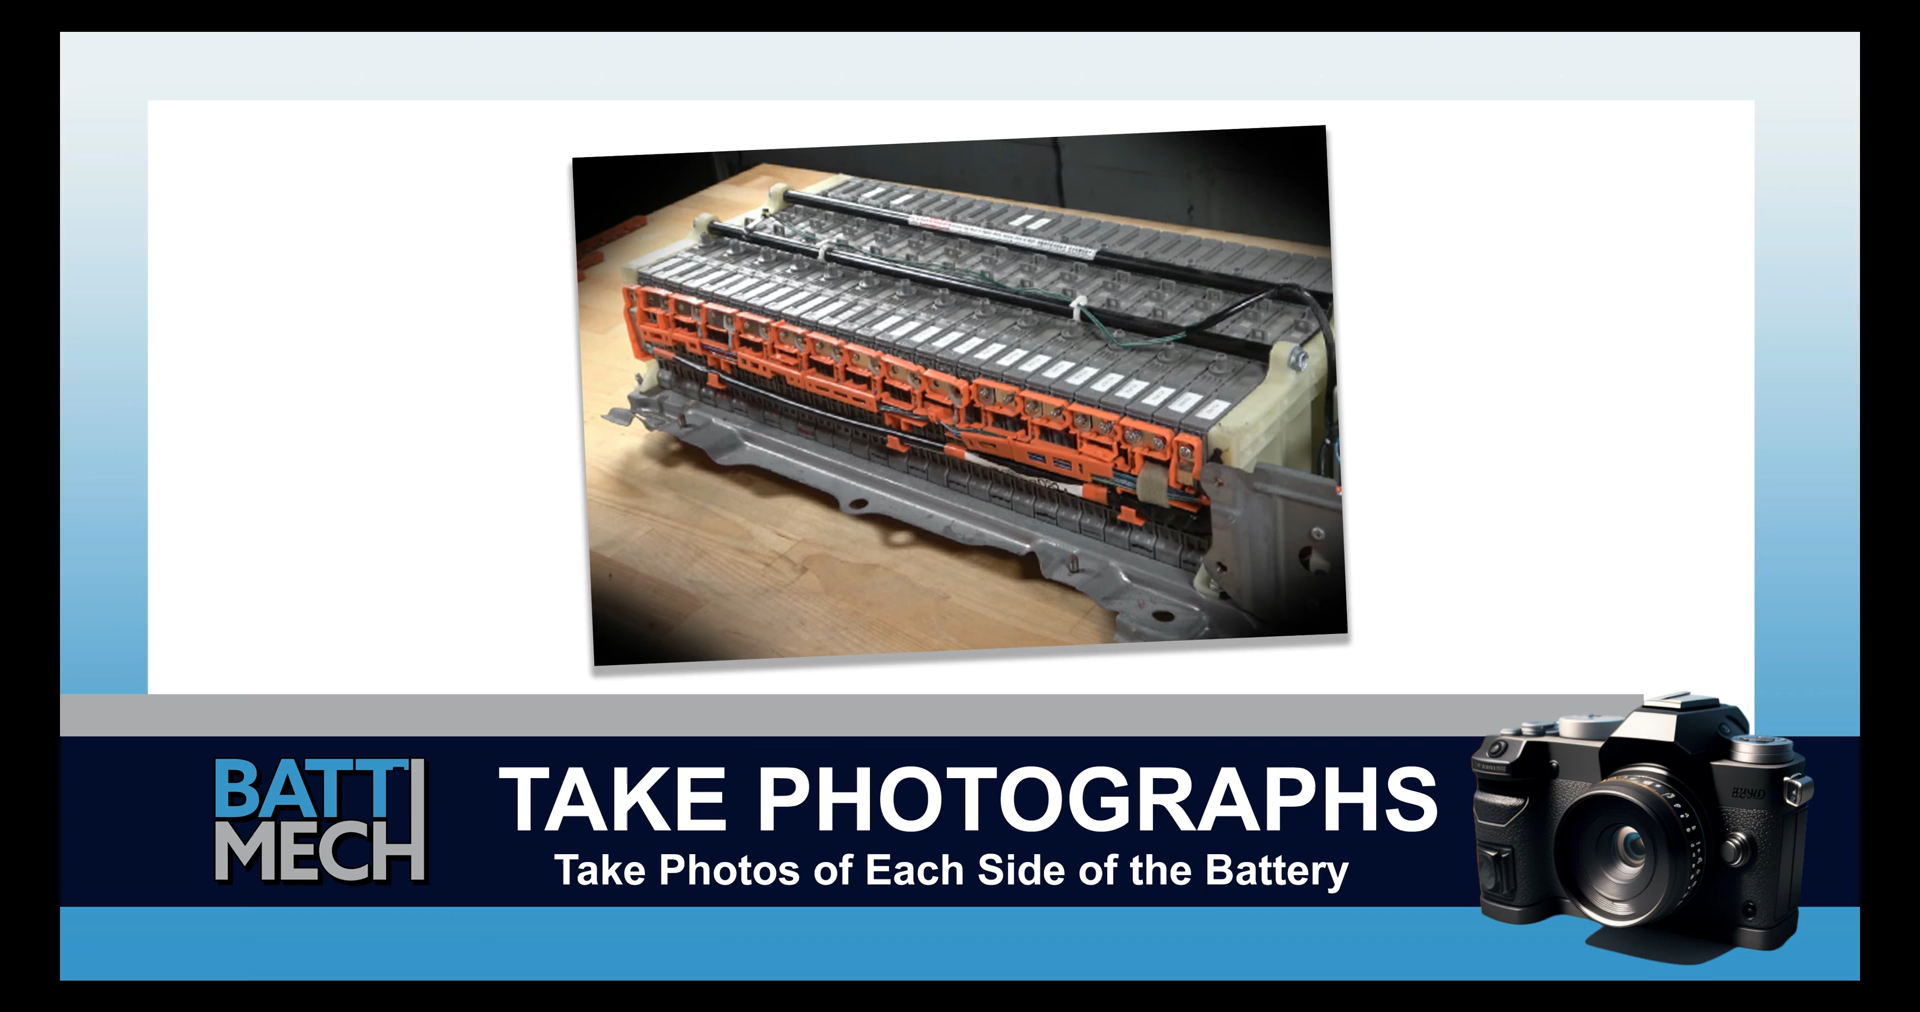 BATT
MECH
TAKE PHOTOGRAPHS
Take Photos of Each Side of the Battery